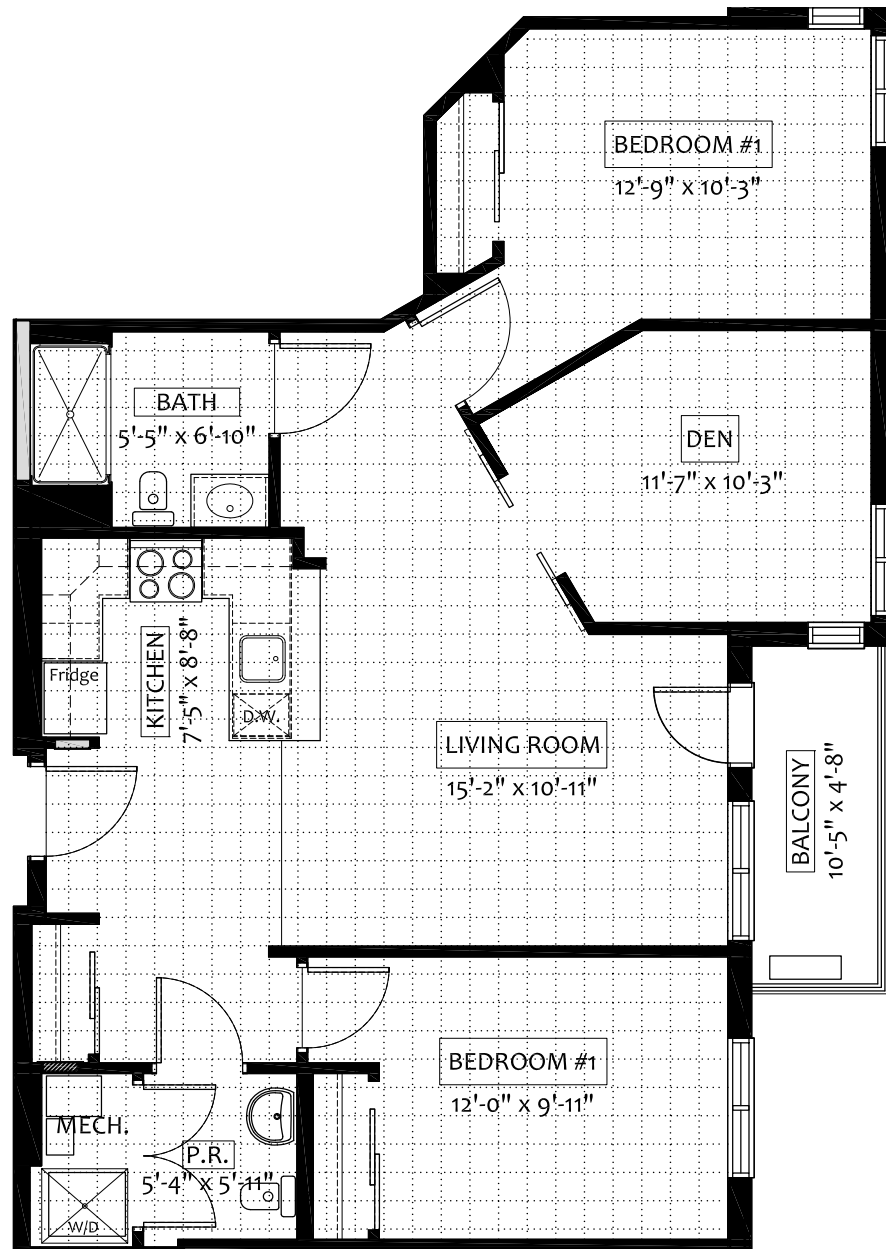 BEDROOM #1
12'-9" x 10'-3"
BATH
5'-5" x 6'-10"
DEN
11'-7" x 10'-3"
KITCHEN
7'-5" x 8'-8"
Fridge
D.W.
LIVING ROOM
15'-2" x 10'-11"
BALCONY
10'-5" x 4'-8"
BEDROOM #1
12'-0" x 9'-11"
MECH.
P.R.
5'-4" x 5'-11"
W/D